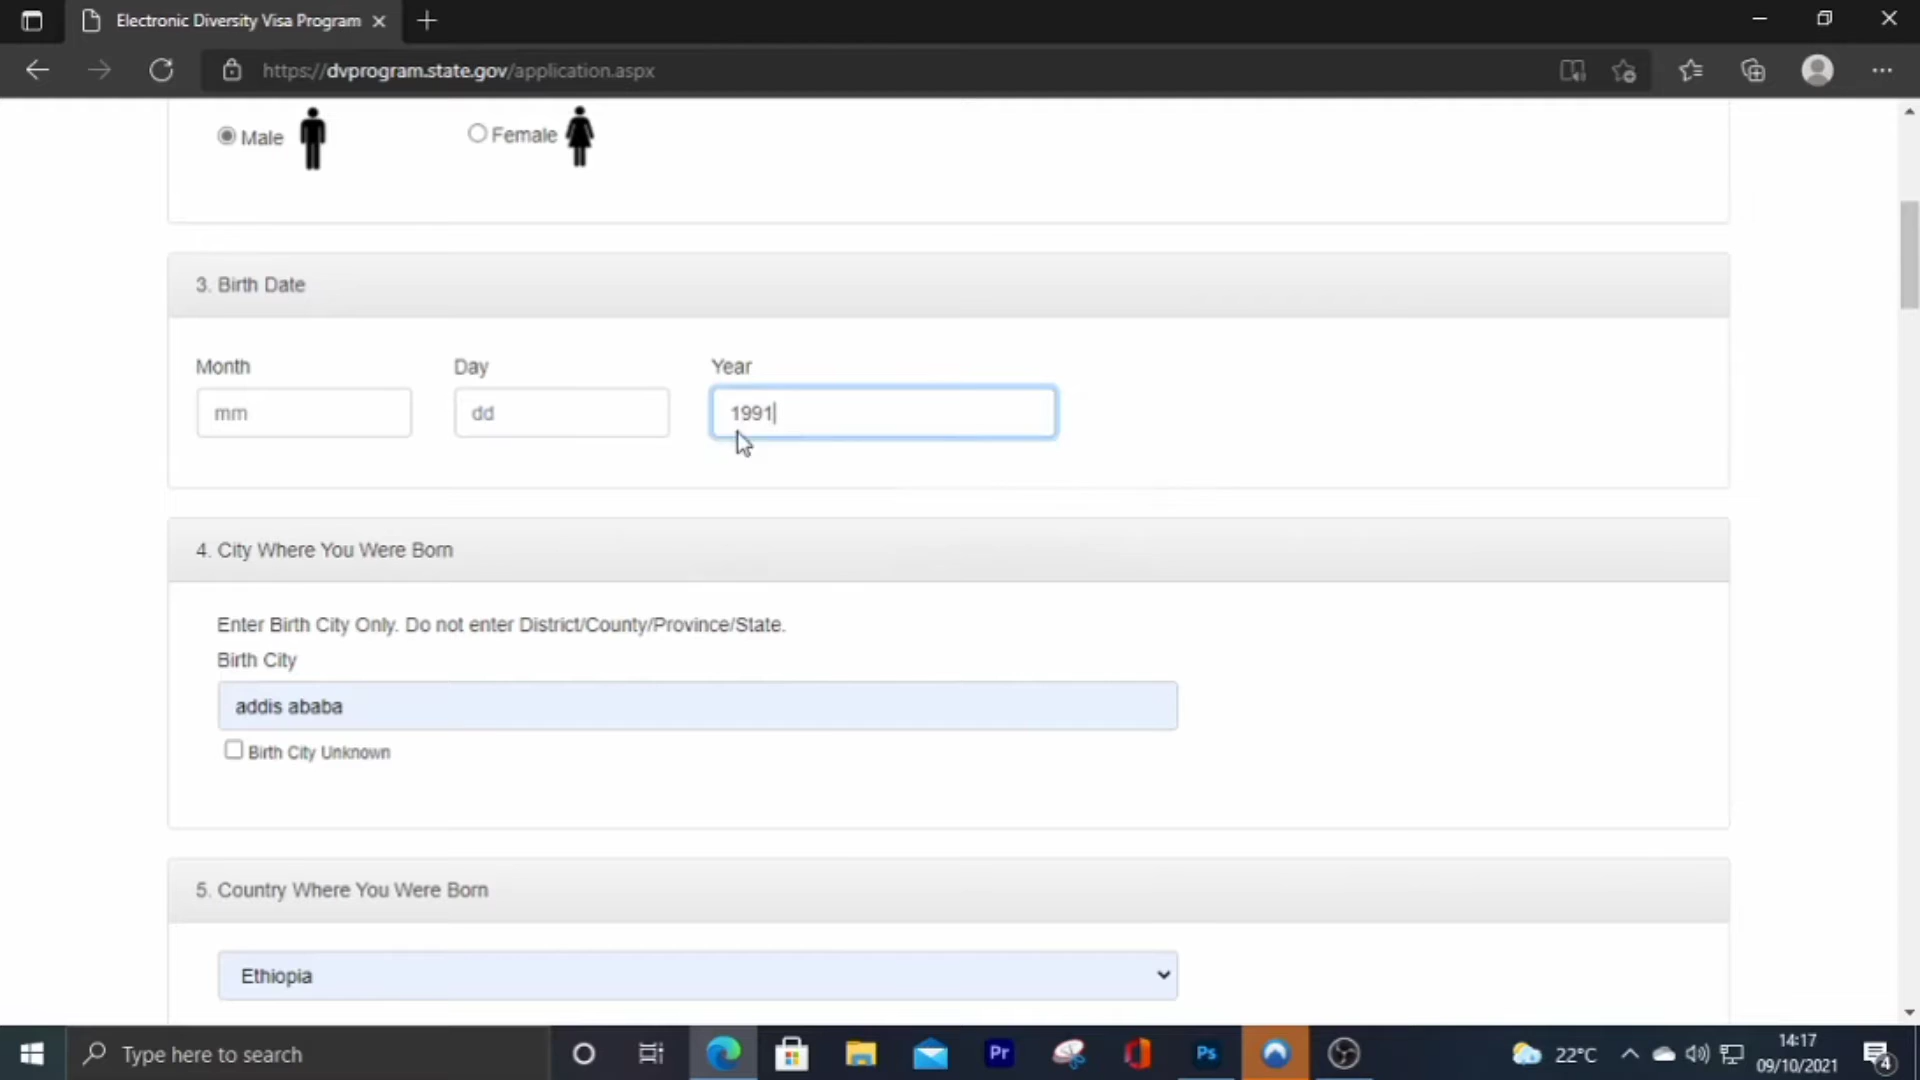 Electronic Diversity Visa Program
https://dvprogram.state.gov/application.aspx
Male
Female
3. Birth Date
Month
Day
Year
mm
dd
1991
4. City Where You Were Born
Enter Birth City Only. Do not enter District/County/Province/State.
Birth City
addis ababa
Birth City Unknown
5. Country Where You Were Born
Ethiopia
Type here to search
Pr
Ps
22°C
14:17
09/10/2021
4